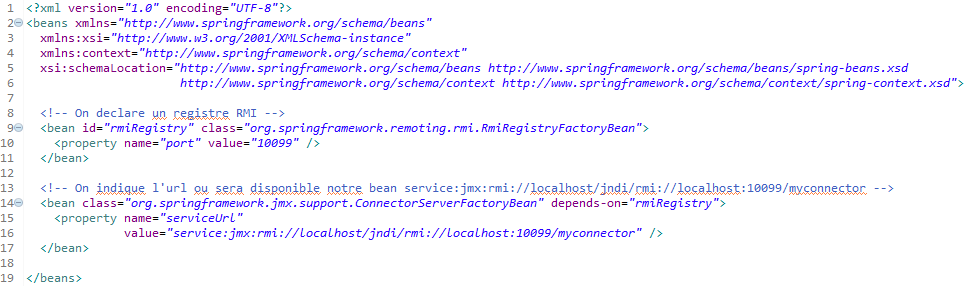 1 <?xml version="1.0" encoding="UTF-8"?>
2 <beans xmlns="http://www.springframework.org/schema/beans"
3 xmlns:xsi="http://www.w3.org/2001/XMLSchema-instance"
4 xmlns:context="http://www.springframework.org/schema/context"
5 xsi:schemaLocation="http://www.springframework.org/schema/beans http://www.springframework.org/schema/beans/spring-beans.xsd
6 http://www.springframework.org/schema/context http://www.springframework.org/schema/context/spring-context.xsd">
7
8 <!-- On declare un registre RMI -->
9 <bean id="rmiRegistry" class="org.springframework.remoting.rmi.RmiRegistryFactoryBean">
10 <property name="port" value="10099" />
11 </bean>
12
13 <!-- On indique l'url ou sera disponible notre bean service:jmx:rmi://localhost/jndi/rmi://localhost:10099/myconnector -->
14 <bean class="org.springframework.jmx.support.ConnectorServerFactoryBean" depends-on="rmiRegistry">
15 <property name="serviceUrl"
16 value="service:jmx:rmi://localhost/jndi/rmi://localhost:10099/myconnector" />
17 </bean>
18
19 </beans>